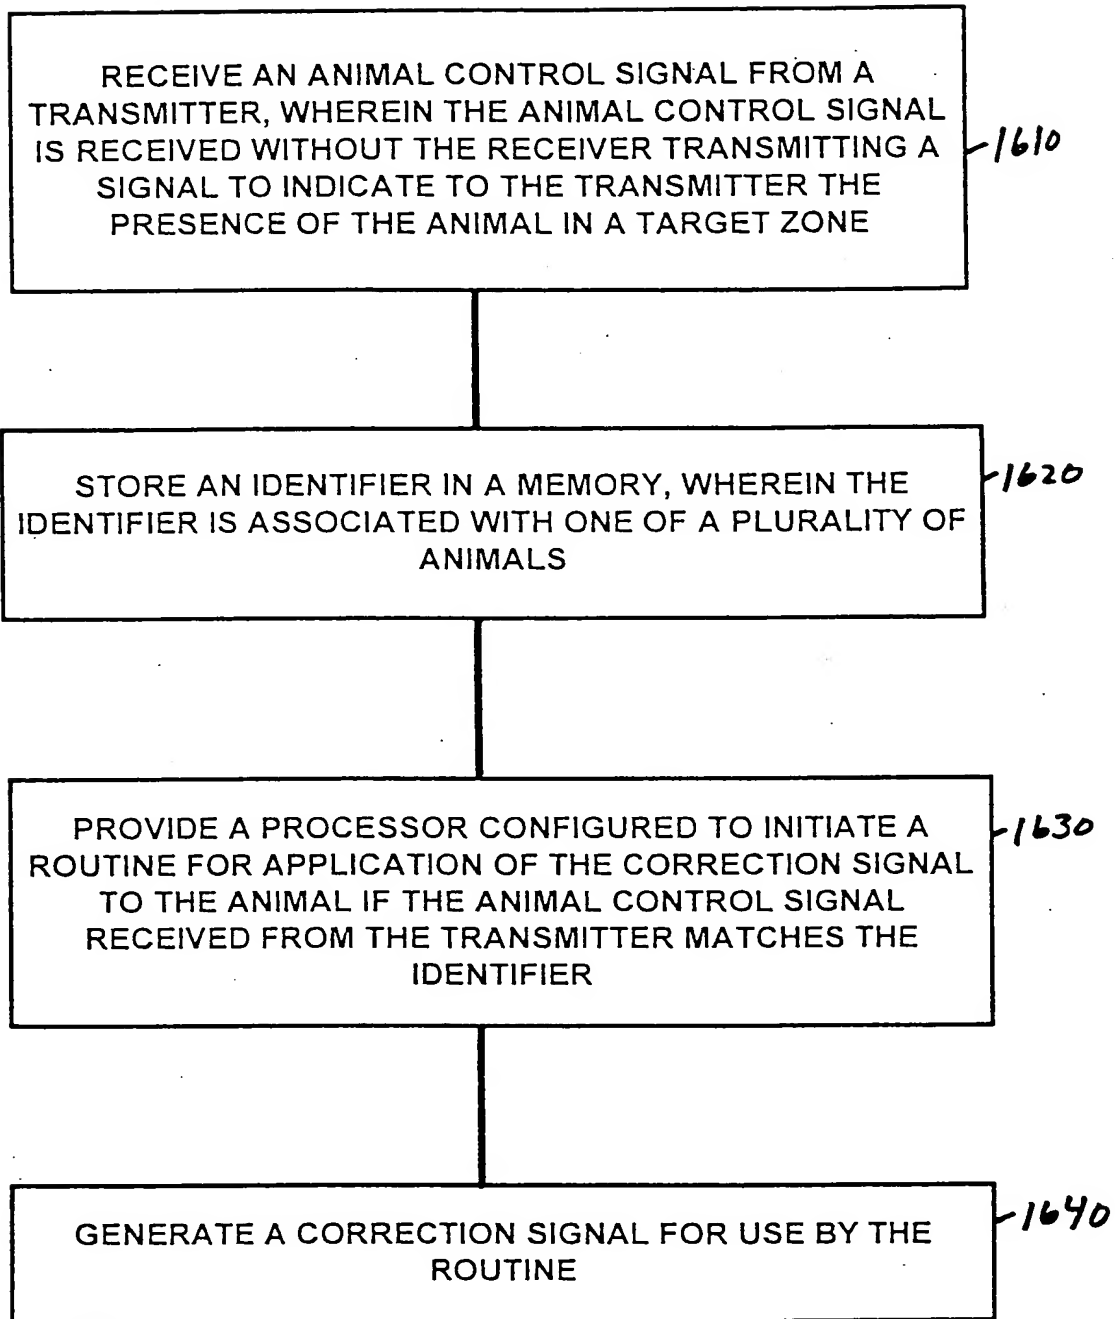 RECEIVE AN ANIMAL CONTROL SIGNAL FROM A
TRANSMITTER, WHEREIN THE ANIMAL CONTROL SIGNAL
IS RECEIVED WITHOUT THE RECEIVER TRANSMITTING A
SIGNAL TO INDICATE TO THE TRANSMITTER THE
PRESENCE OF THE ANIMAL IN A TARGET ZONE
1610
STORE AN IDENTIFIER IN A MEMORY, WHEREIN THE
IDENTIFIER IS ASSOCIATED WITH ONE OF A PLURALITY OF
ANIMALS
1620
PROVIDE A PROCESSOR CONFIGURED TO INITIATE A
ROUTINE FOR APPLICATION OF THE CORRECTION SIGNAL
TO THE ANIMAL IF THE ANIMAL CONTROL SIGNAL
RECEIVED FROM THE TRANSMITTER MATCHES THE
IDENTIFIER
1630
GENERATE A CORRECTION SIGNAL FOR USE BY THE
ROUTINE
1640